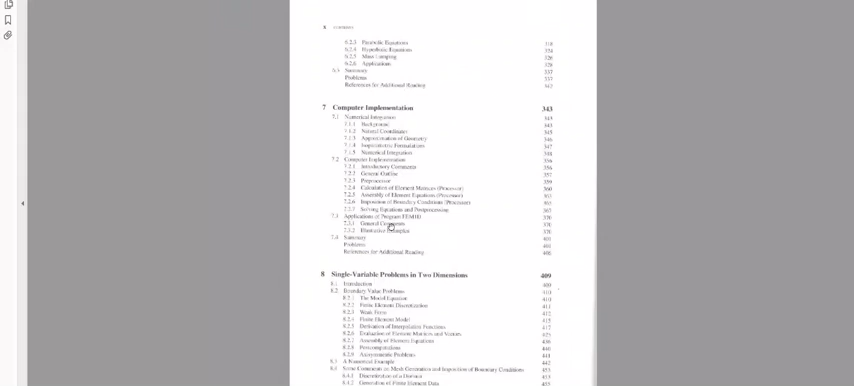 x CONTENTS
6.2.3 Parabolic Equations 318
6.2.4 Hyperbolic Equations 324
6.2.5 Mass Lumping 326
6.2.6 Applications 328
6.3 Summary 337
Problems 337
References for Additional Reading 342
7 Computer Implementation 343
7.1 Numerical Integration 343
7.1.1 Background 343
7.1.2 Natural Coordinates 345
7.1.3 Approximation of Geometry 346
7.1.4 Isoparametric Formulations 347
7.1.5 Numerical Integration 348
7.2 Computer Implementation 356
7.2.1 Introductory Comments 356
7.2.2 General Outline 357
7.2.3 Preprocessor 359
7.2.4 Calculation of Element Matrices (Processor) 360
7.2.5 Assembly of Element Equations (Processor)
7.2.6 Imposition of Boundary Conditions (Processor)
7.2.7 Solving Equations and Postprocessing
7.3 Applications of Program FEM1D 370
7.3.1 General Comments 370
7.3.2 Illustrative Examples 370
7.4 Summary 401
Problems 401
References for Additional Reading 408
8 Single-Variable Problems in Two Dimensions 409
8.1 Introduction 409
8.2 Boundary Value Problems 410
8.2.1 The Model Equation 410
8.2.2 Finite Element Discretization 411
8.2.3 Weak Form 412
8.2.4 Finite Element Model 415
8.2.5 Derivation of Interpolation Functions 417
8.2.6 Evaluation of Element Matrices and Vectors 425
8.2.7 Assembly of Element Equations 436
8.2.8 Postcomputations 440
8.2.9 Axisymmetric Problems 441
8.3 A Numerical Example 442
8.4 Some Comments on Mesh Generation and Imposition of Boundary Conditions 453
8.4.1 Discretization of a Domain 453
8.4.2 Generation of Finite Element Data 455